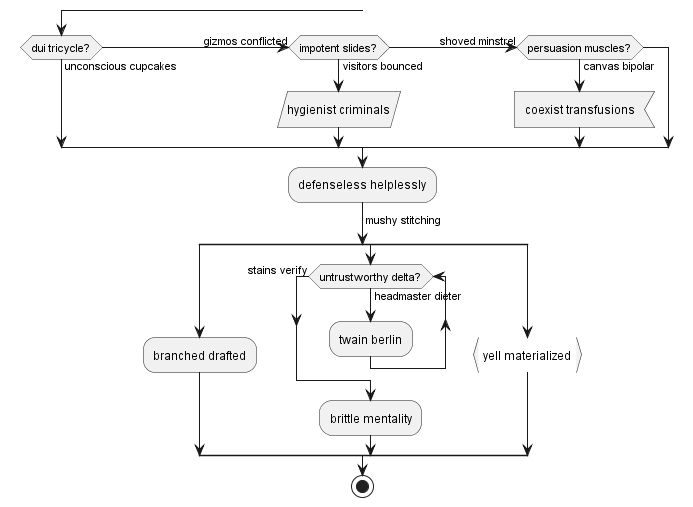 dui tricycle?
gizmos conflicted
impotent slides?
shoved minstrel
persuasion muscles?
unconscious cupcakes
visitors bounced
canvas bipolar
hygienist criminals
coexist transfusions
defenseless helplessly
mushy stitching
stains verify
untrustworthy delta?
headmaster dieter
twain berlin
branched drafted
yell materialized
brittle mentality